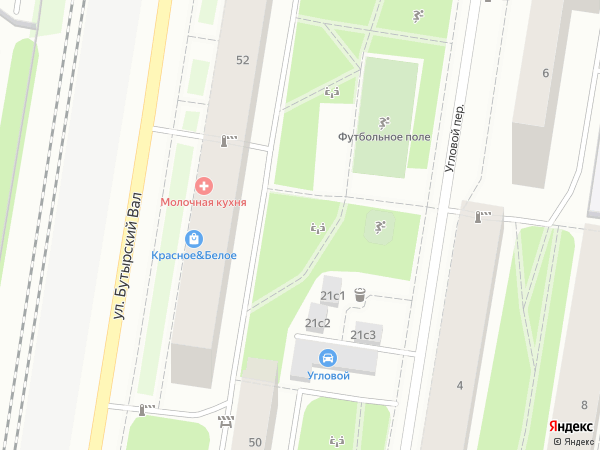 52
6
Футбольное поле
Угловой пер.
Молочная кухня
ул. Бутырский Вал
Красное&Белое
21с1
21с2
21с3
Угловой
4
8
50
Яндекс
© Яндекс